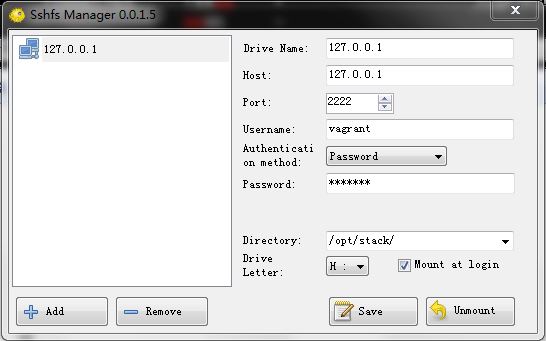 Sshfs Manager 0.0.1.5
127.0.0.1
Drive Name: 127.0.0.1
Host: 127.0.0.1
Port: 2222
Username: vagrant
Authenticati
on method: Password
Password: *******
Directory: /opt/stack/
Drive
Letter: H : Mount at login
Add Remove Save Unmount